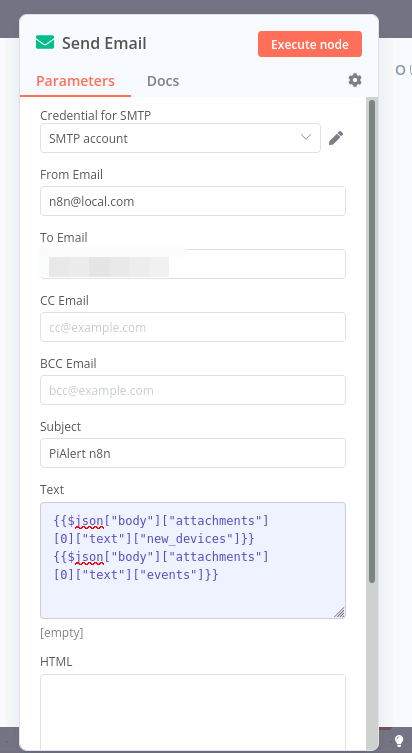 Send Email
Execute node
Parameters
Docs
OU
Credential for SMTP
SMTP account
From Email
n8n@local.com
To Email
CC Email
cc@example.com
BCC Email
bcc@example.com
Subject
PiAlert n8n
Text
{{$json["body"]["attachments"]
[0]["text"]["new_devices"]}}
{{$json["body"]["attachments"]
[0]["text"]["events"]}}
[empty]
HTML